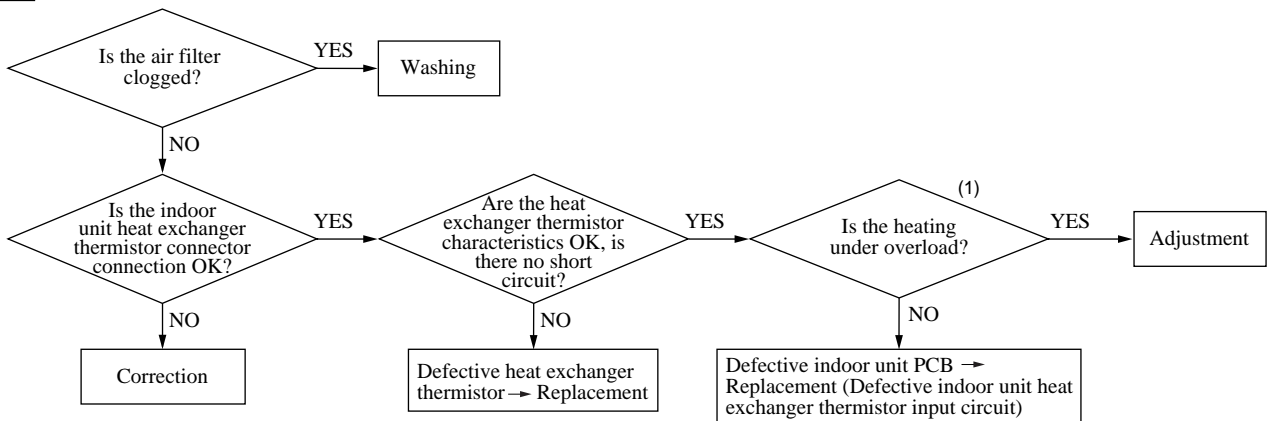 Is the air filter
clogged?
YES
Washing
NO
Is the indoor
unit heat exchanger
thermistor connector
connection OK?
YES
Are the heat
exchanger thermistor
characteristics OK, is
there no short
circuit?
YES
(1)
Is the heating
under overload?
YES
Adjustment
NO
NO
NO
Correction
Defective heat exchanger
thermistor → Replacement
Defective indoor unit PCB →
Replacement (Defective indoor unit heat
exchanger thermistor input circuit)